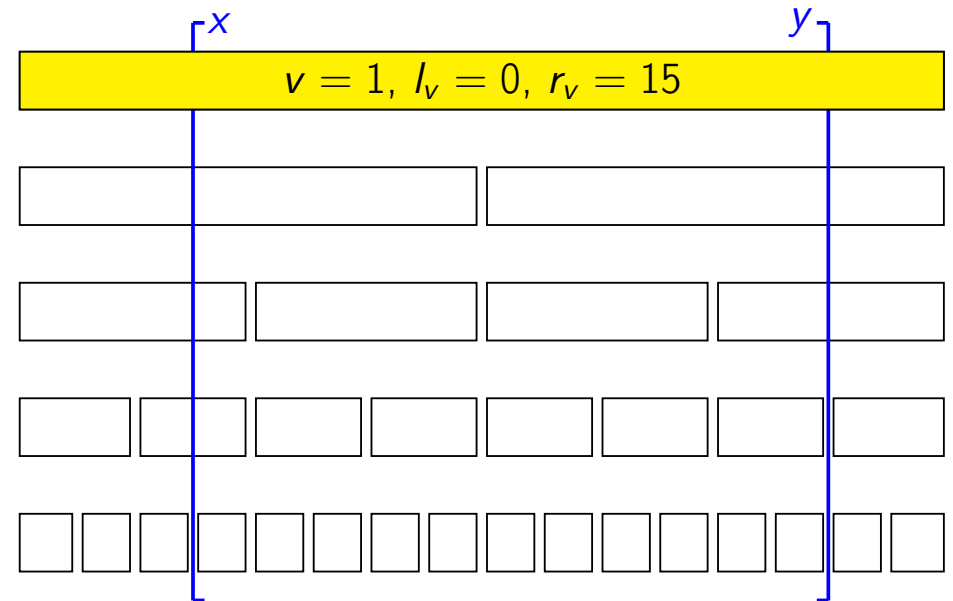 x y
v = 1, l_v = 0, r_v = 15